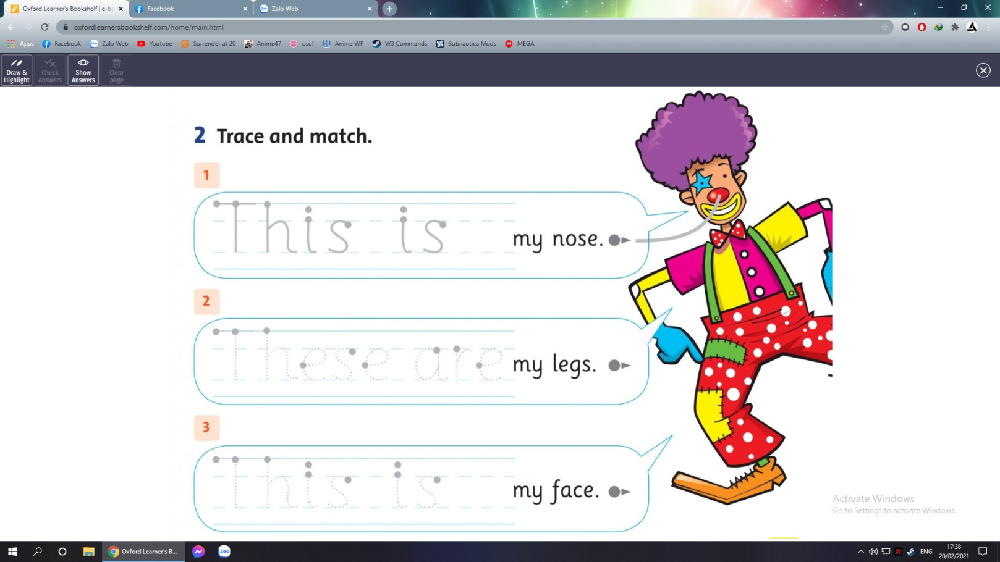 Oxford Learner's Bookshelf | e-bo
Facebook
Zalo Web
oxfordlearnersbookshelf.com/home/main.html
Apps
Facebook
Zalo Web
Youtube
Surrender at 20
Anime47
osu!
Anime WP
W3 Commands
Subnautica Mods
MEGA
Draw & Highlight
Check Answers
Show Answers
Clear page
2 Trace and match.
1
This is my nose.
2
These are my legs.
3
This is my face.
Activate Windows
Go to Settings to activate Windows.
Oxford Learner's B...
Zalo
ENG
17:38
20/02/2021